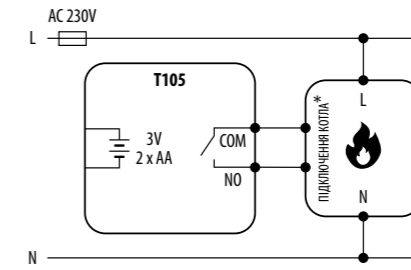 AC 230V
L
T105
3V
2 x AA
COM
NO
ПІДКЛЮЧЕННЯ КОТЛА*
L
N
N